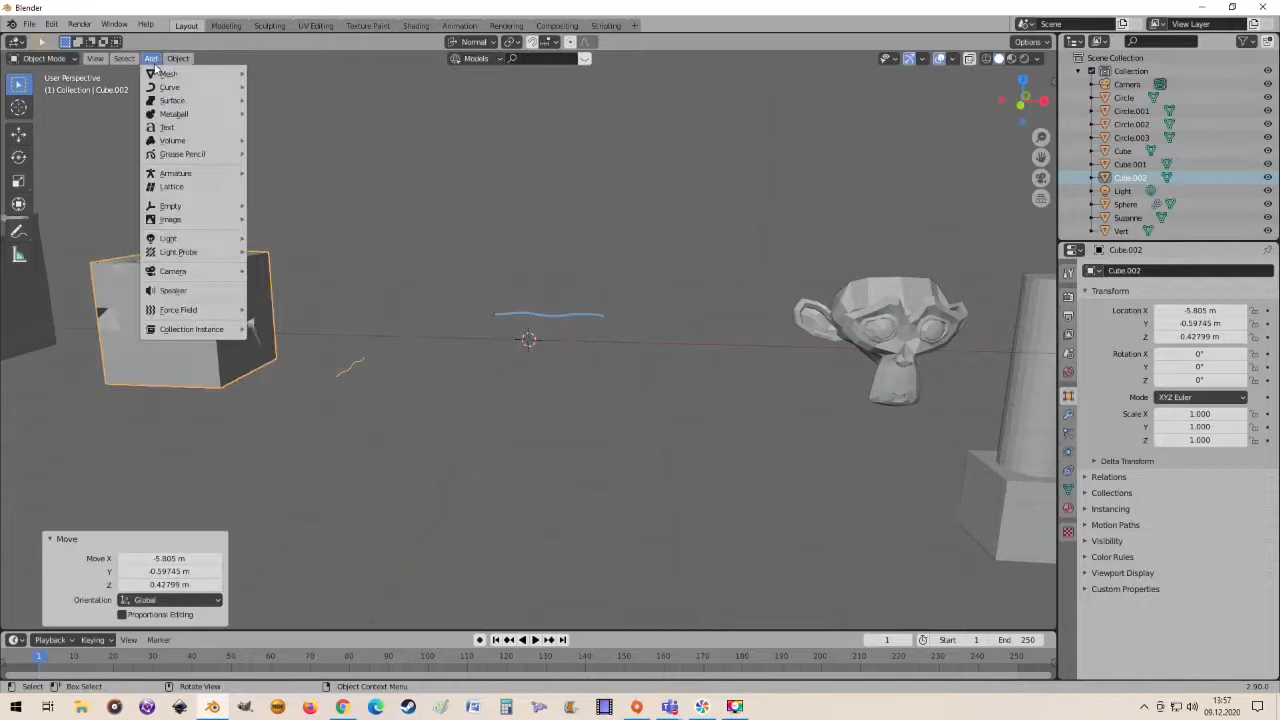 Blender
File Edit Render Window Help Layout Modeling Sculpting UV Editing Texture Paint Shading Animation Rendering Compositing Scripting + Scene View Layer
Normal Options
Object Mode View Select Add Object Models
User Perspective
(1) Collection | Cube.002
Mesh
Curve
Surface
Metaball
Text
Volume
Grease Pencil
Armature
Lattice
Empty
Image
Light
Light Probe
Camera
Speaker
Force Field
Collection Instance
Scene Collection
Collection
Camera
Circle
Circle.001
Circle.002
Circle.003
Cube
Cube.001
Cube.002
Light
Sphere
Suzanne
Vert
Cube.002
Cube.002
Transform
Location X -5.805 m
Y -0.59745 m
Z 0.42799 m
Rotation X 0°
Y 0°
Z 0°
Mode XYZ Euler
Scale X 1.000
Y 1.000
Z 1.000
Delta Transform
Relations
Collections
Instancing
Motion Paths
Visibility
Color Rules
Viewport Display
Custom Properties
Move
Move X -5.805 m
Y -0.59745 m
Z 0.42799 m
Orientation Global
Proportional Editing
Playback Keying View Marker 1 Start 1 End 250
1 10 20 30 40 50 60 70 80 90 100 110 120 130 140 150 160 170 180 190 200 210 220 230 240 250
Select Box Select Rotate View Object Context Menu 2.90.0
13:57
09.12.2020